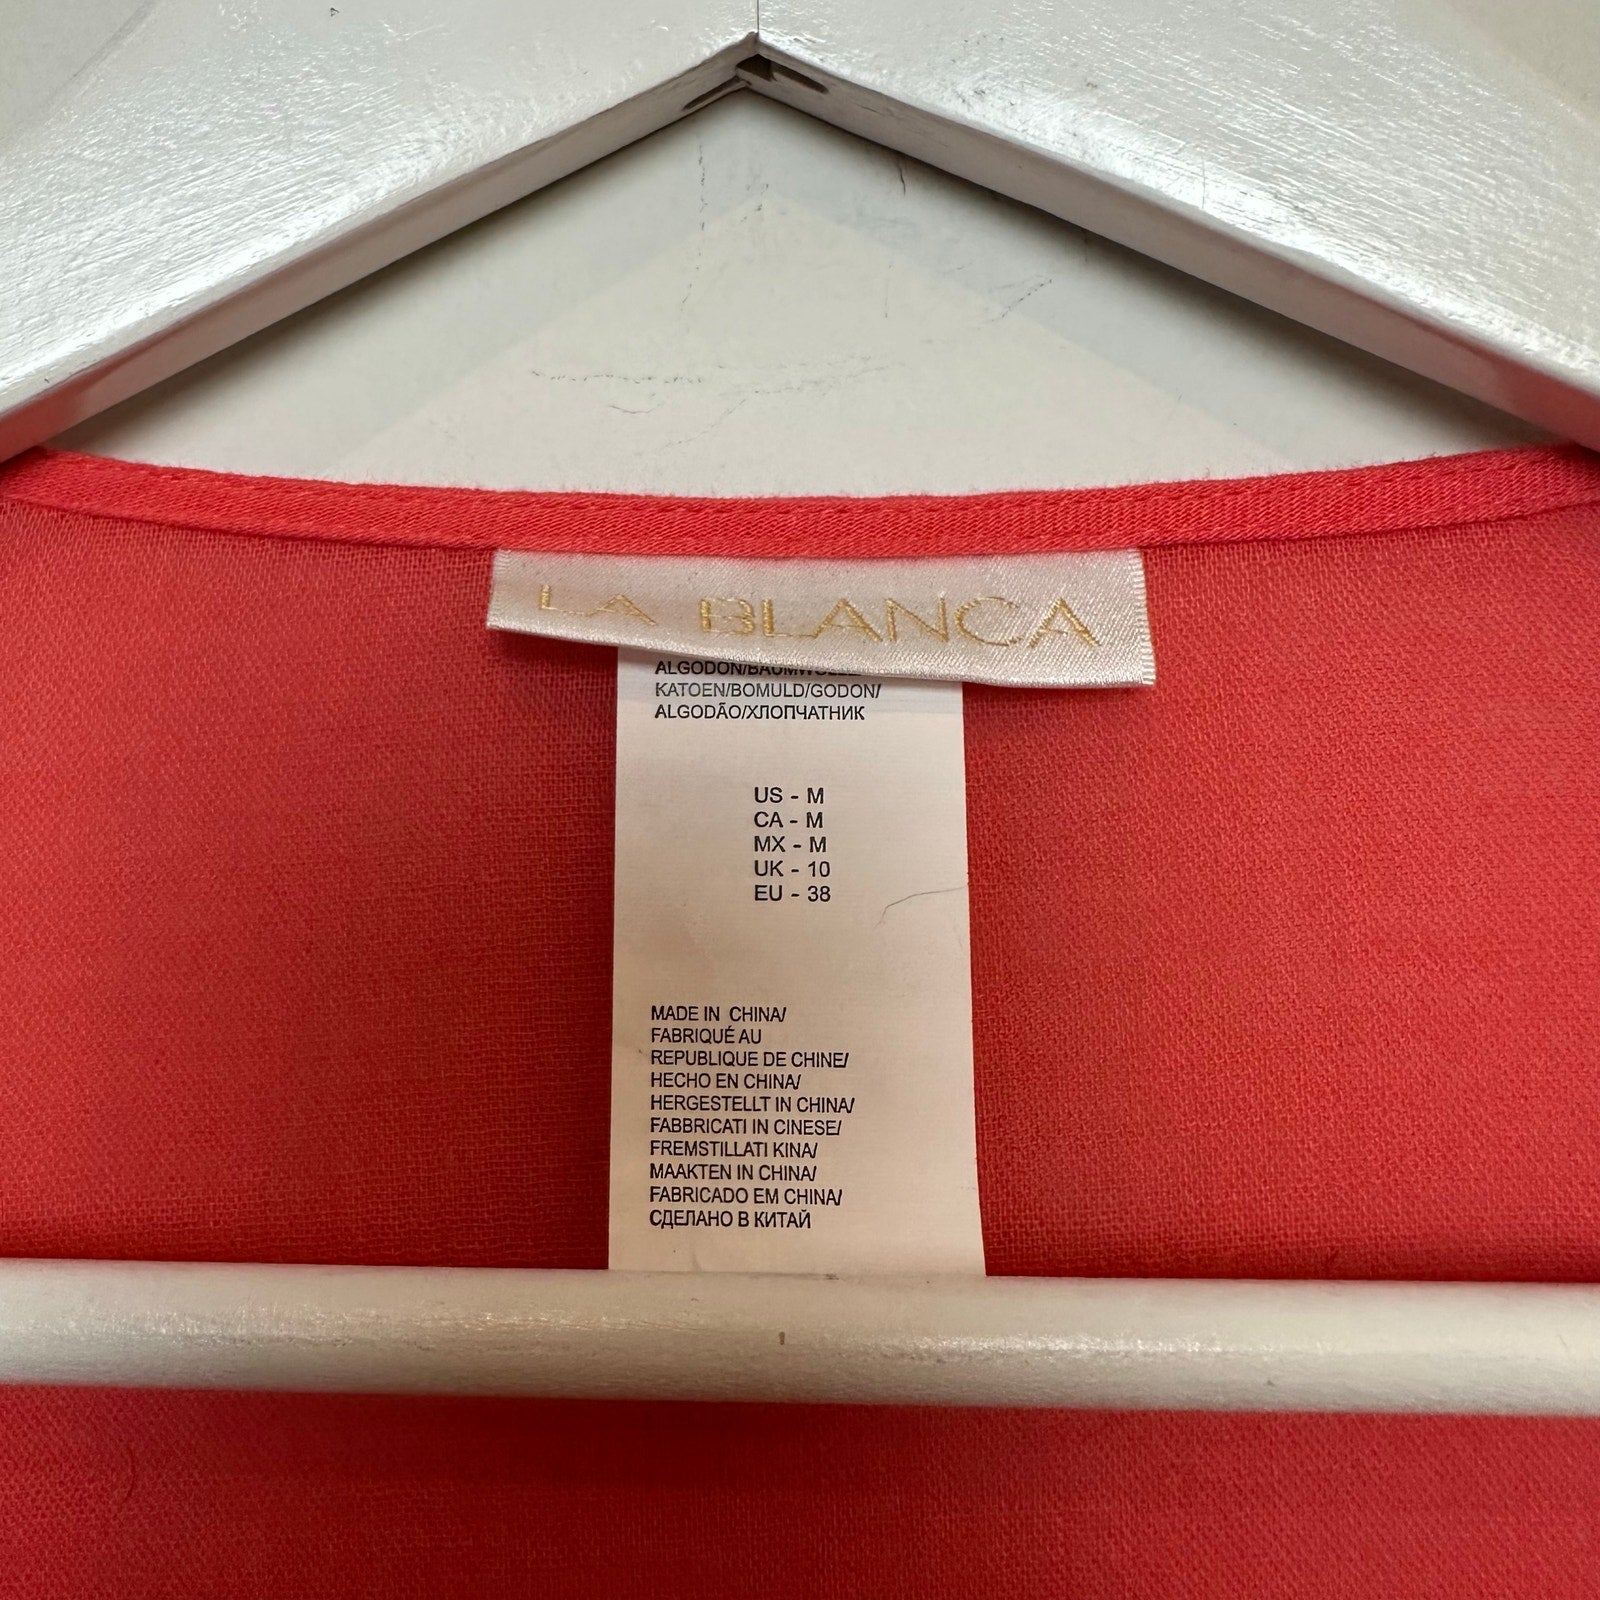 LA BLANCA
ALGODON/BAUMWOLLE
KATOEN/BOMULD/GODON/
ALGODÃO/ХЛОПЧАТНИК
US - M
CA - M
MX - M
UK - 10
EU - 38
MADE IN CHINA/
FABRIQUÉ AU
REPUBLIQUE DE CHINE/
HECHO EN CHINA/
HERGESTELLT IN CHINA/
FABBRICATI IN CINESE/
FREMSTILLATI KINA/
MAAKTEN IN CHINA/
FABRICADO EM CHINA/
СДЕЛАНО В КИТАЙ